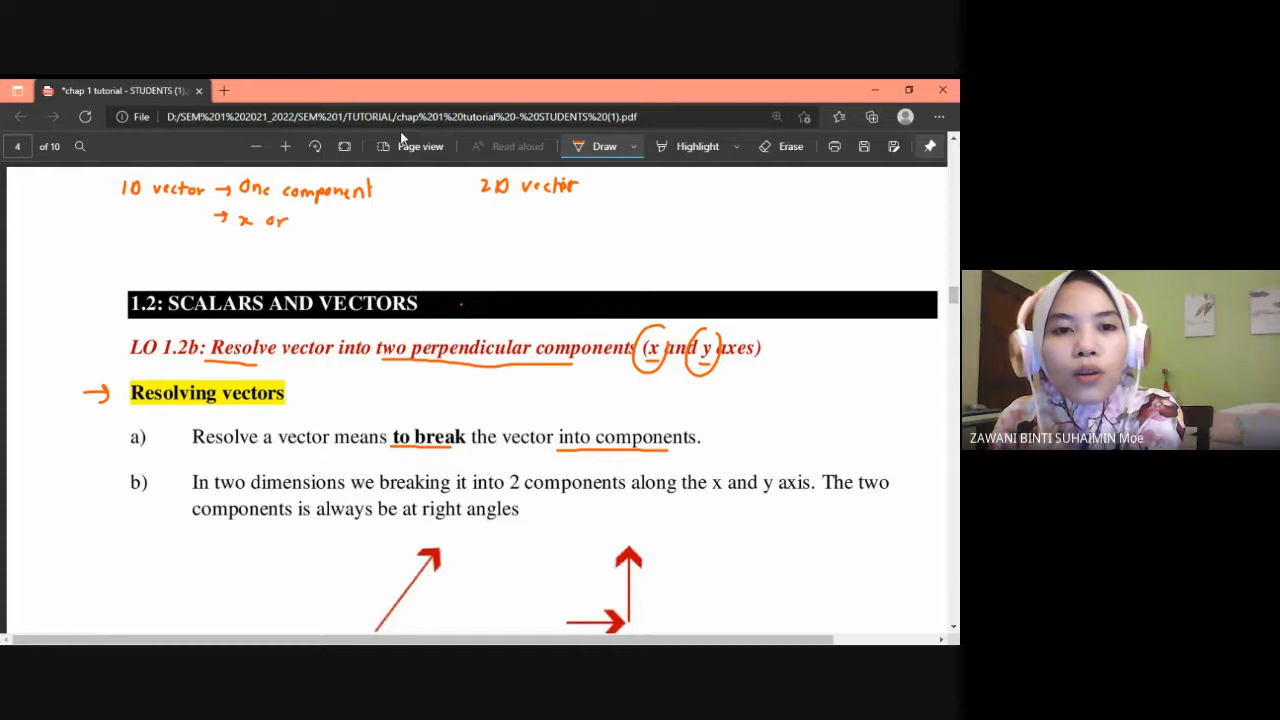 *chap 1 tutorial - STUDENTS (1).
File D:/SEM%201%202021_2022/SEM%201/TUTORIAL/chap%201%20tutorial%20-%20STUDENTS%20(1).pdf
4 of 10 Page view Read aloud Draw Highlight Erase
1D vector → One component 2D vector
→ x or
1.2: SCALARS AND VECTORS
LO 1.2b: Resolve vector into two perpendicular components (x and y axes)
→ Resolving vectors
a) Resolve a vector means to break the vector into components.
b) In two dimensions we breaking it into 2 components along the x and y axis. The two
components is always be at right angles
ZAWANI BINTI SUHAIMIN Moe